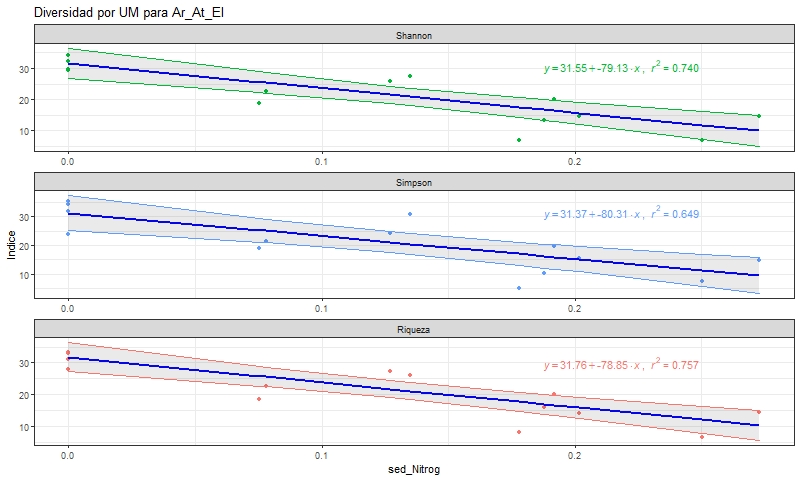 Diversidad por UM para Ar_At_El
Shannon
y = 31.55 + -79.13 · x ,  r² = 0.740
30
20
10
0.0 0.1 0.2
Simpson
y = 31.37 + -80.31 · x ,  r² = 0.649
30
20
10
Indice
0.0 0.1 0.2
Riqueza
y = 31.76 + -78.85 · x ,  r² = 0.757
30
20
10
0.0 0.1 0.2
sed_Nitrog